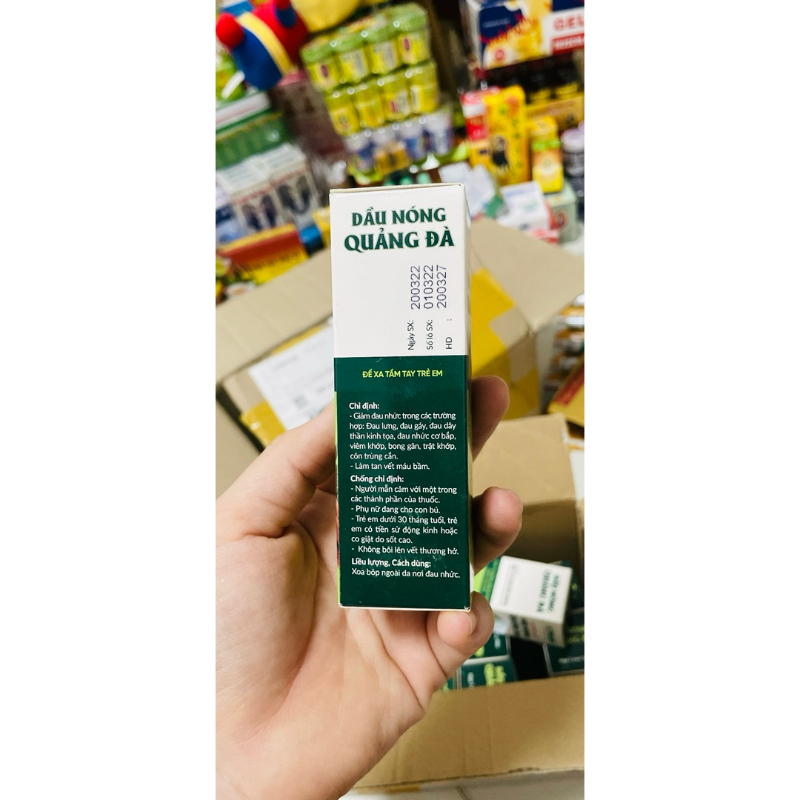 DẦU NÓNG
QUẢNG ĐÀ
Ngày SX: 200322
Số lô SX: 010322
HD : 200327
ĐỂ XA TẦM TAY TRẺ EM
Chỉ định:
- Giảm đau nhức trong các trường
hợp: Đau lưng, đau gáy, đau dây
thần kinh tọa, đau nhức cơ bắp,
viêm khớp, bong gân, trật khớp,
côn trùng cắn.
- Làm tan vết máu bầm.
Chống chỉ định:
- Người mẫn cảm với một trong
các thành phần của thuốc.
- Phụ nữ đang cho con bú.
- Trẻ em dưới 30 tháng tuổi, trẻ
em có tiền sử động kinh hoặc
co giật do sốt cao.
- Không bôi lên vết thương hở.
Liều lượng, Cách dùng:
Xoa bóp ngoài da nơi đau nhức.
GEL